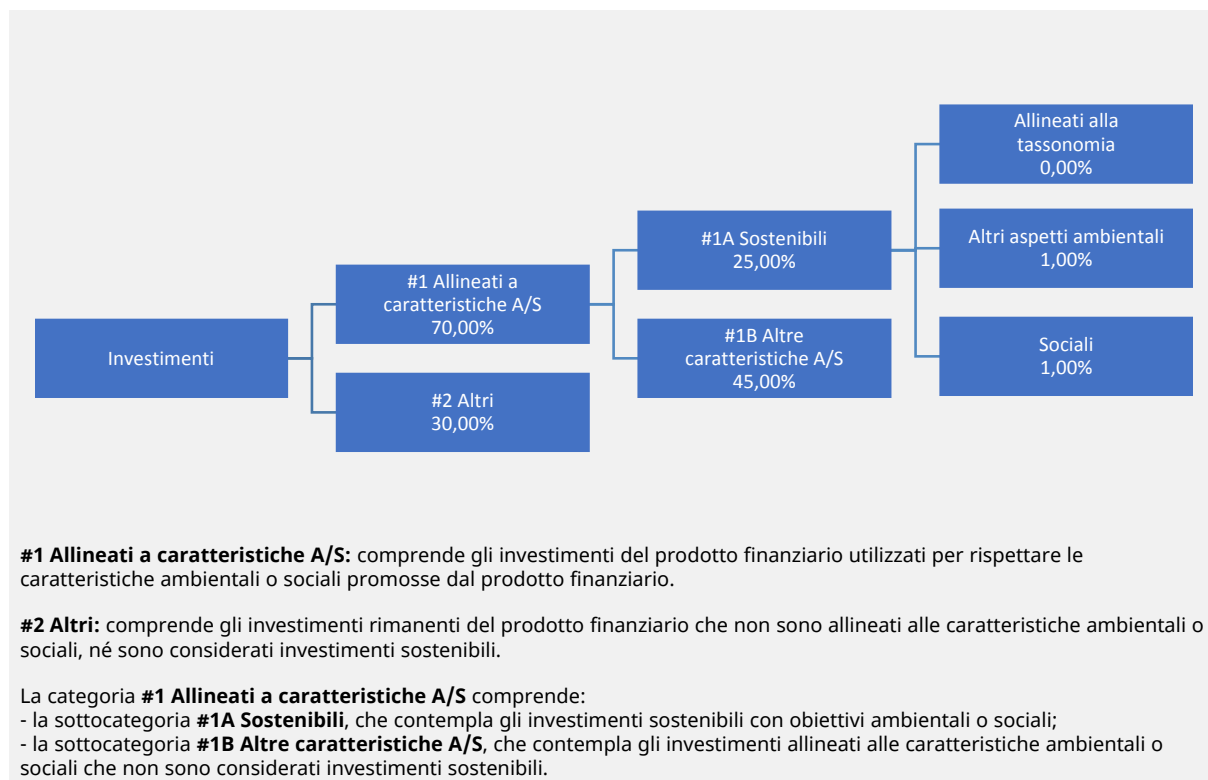 Investimenti
#1 Allineati a
caratteristiche A/S
70,00%
#2 Altri
30,00%
#1A Sostenibili
25,00%
#1B Altre
caratteristiche A/S
45,00%
Allineati alla
tassonomia
0,00%
Altri aspetti ambientali
1,00%
Sociali
1,00%
#1 Allineati a caratteristiche A/S: comprende gli investimenti del prodotto finanziario utilizzati per rispettare le
caratteristiche ambientali o sociali promosse dal prodotto finanziario.
#2 Altri: comprende gli investimenti rimanenti del prodotto finanziario che non sono allineati alle caratteristiche ambientali o
sociali, né sono considerati investimenti sostenibili.
La categoria #1 Allineati a caratteristiche A/S comprende:
- la sottocategoria #1A Sostenibili, che contempla gli investimenti sostenibili con obiettivi ambientali o sociali;
- la sottocategoria #1B Altre caratteristiche A/S, che contempla gli investimenti allineati alle caratteristiche ambientali o
sociali che non sono considerati investimenti sostenibili.